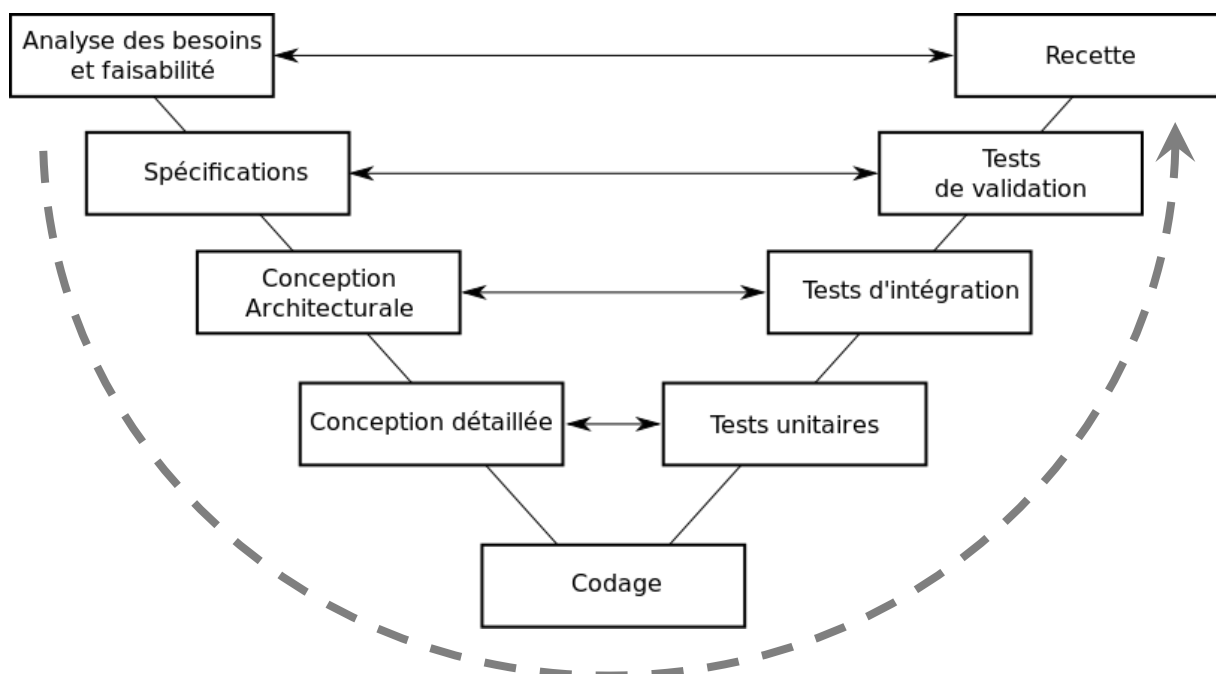 Analyse des besoins
et faisabilité
Recette
Spécifications
Tests
de validation
Conception
Architecturale
Tests d'intégration
Conception détaillée
Tests unitaires
Codage